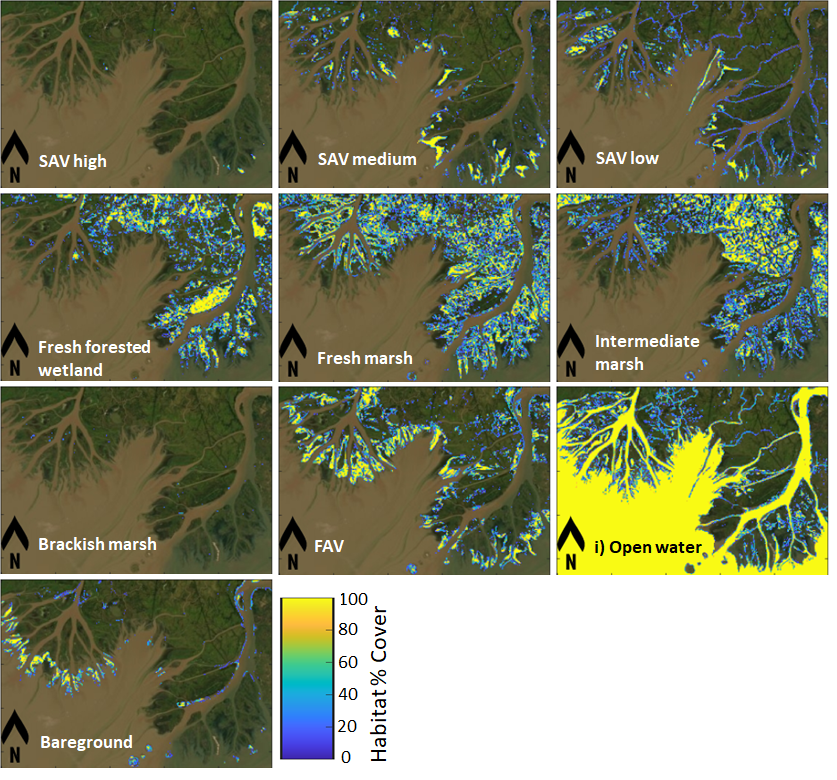 SAV high
N
SAV medium
N
SAV low
N
Fresh forested
wetland
N
Fresh marsh
N
Intermediate
marsh
N
Brackish marsh
N
FAV
N
i) Open water
N
Bareground
N
100
80
60
40
20
0
Habitat % Cover